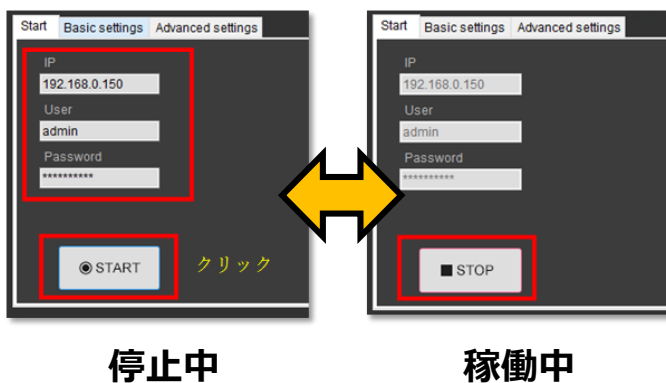 Start Basic settings Advanced settings
IP
192.168.0.150
User
admin
Password
**********
START
クリック
停止中
Start Basic settings Advanced settings
IP
192.168.0.150
User
admin
Password
**********
STOP
稼働中